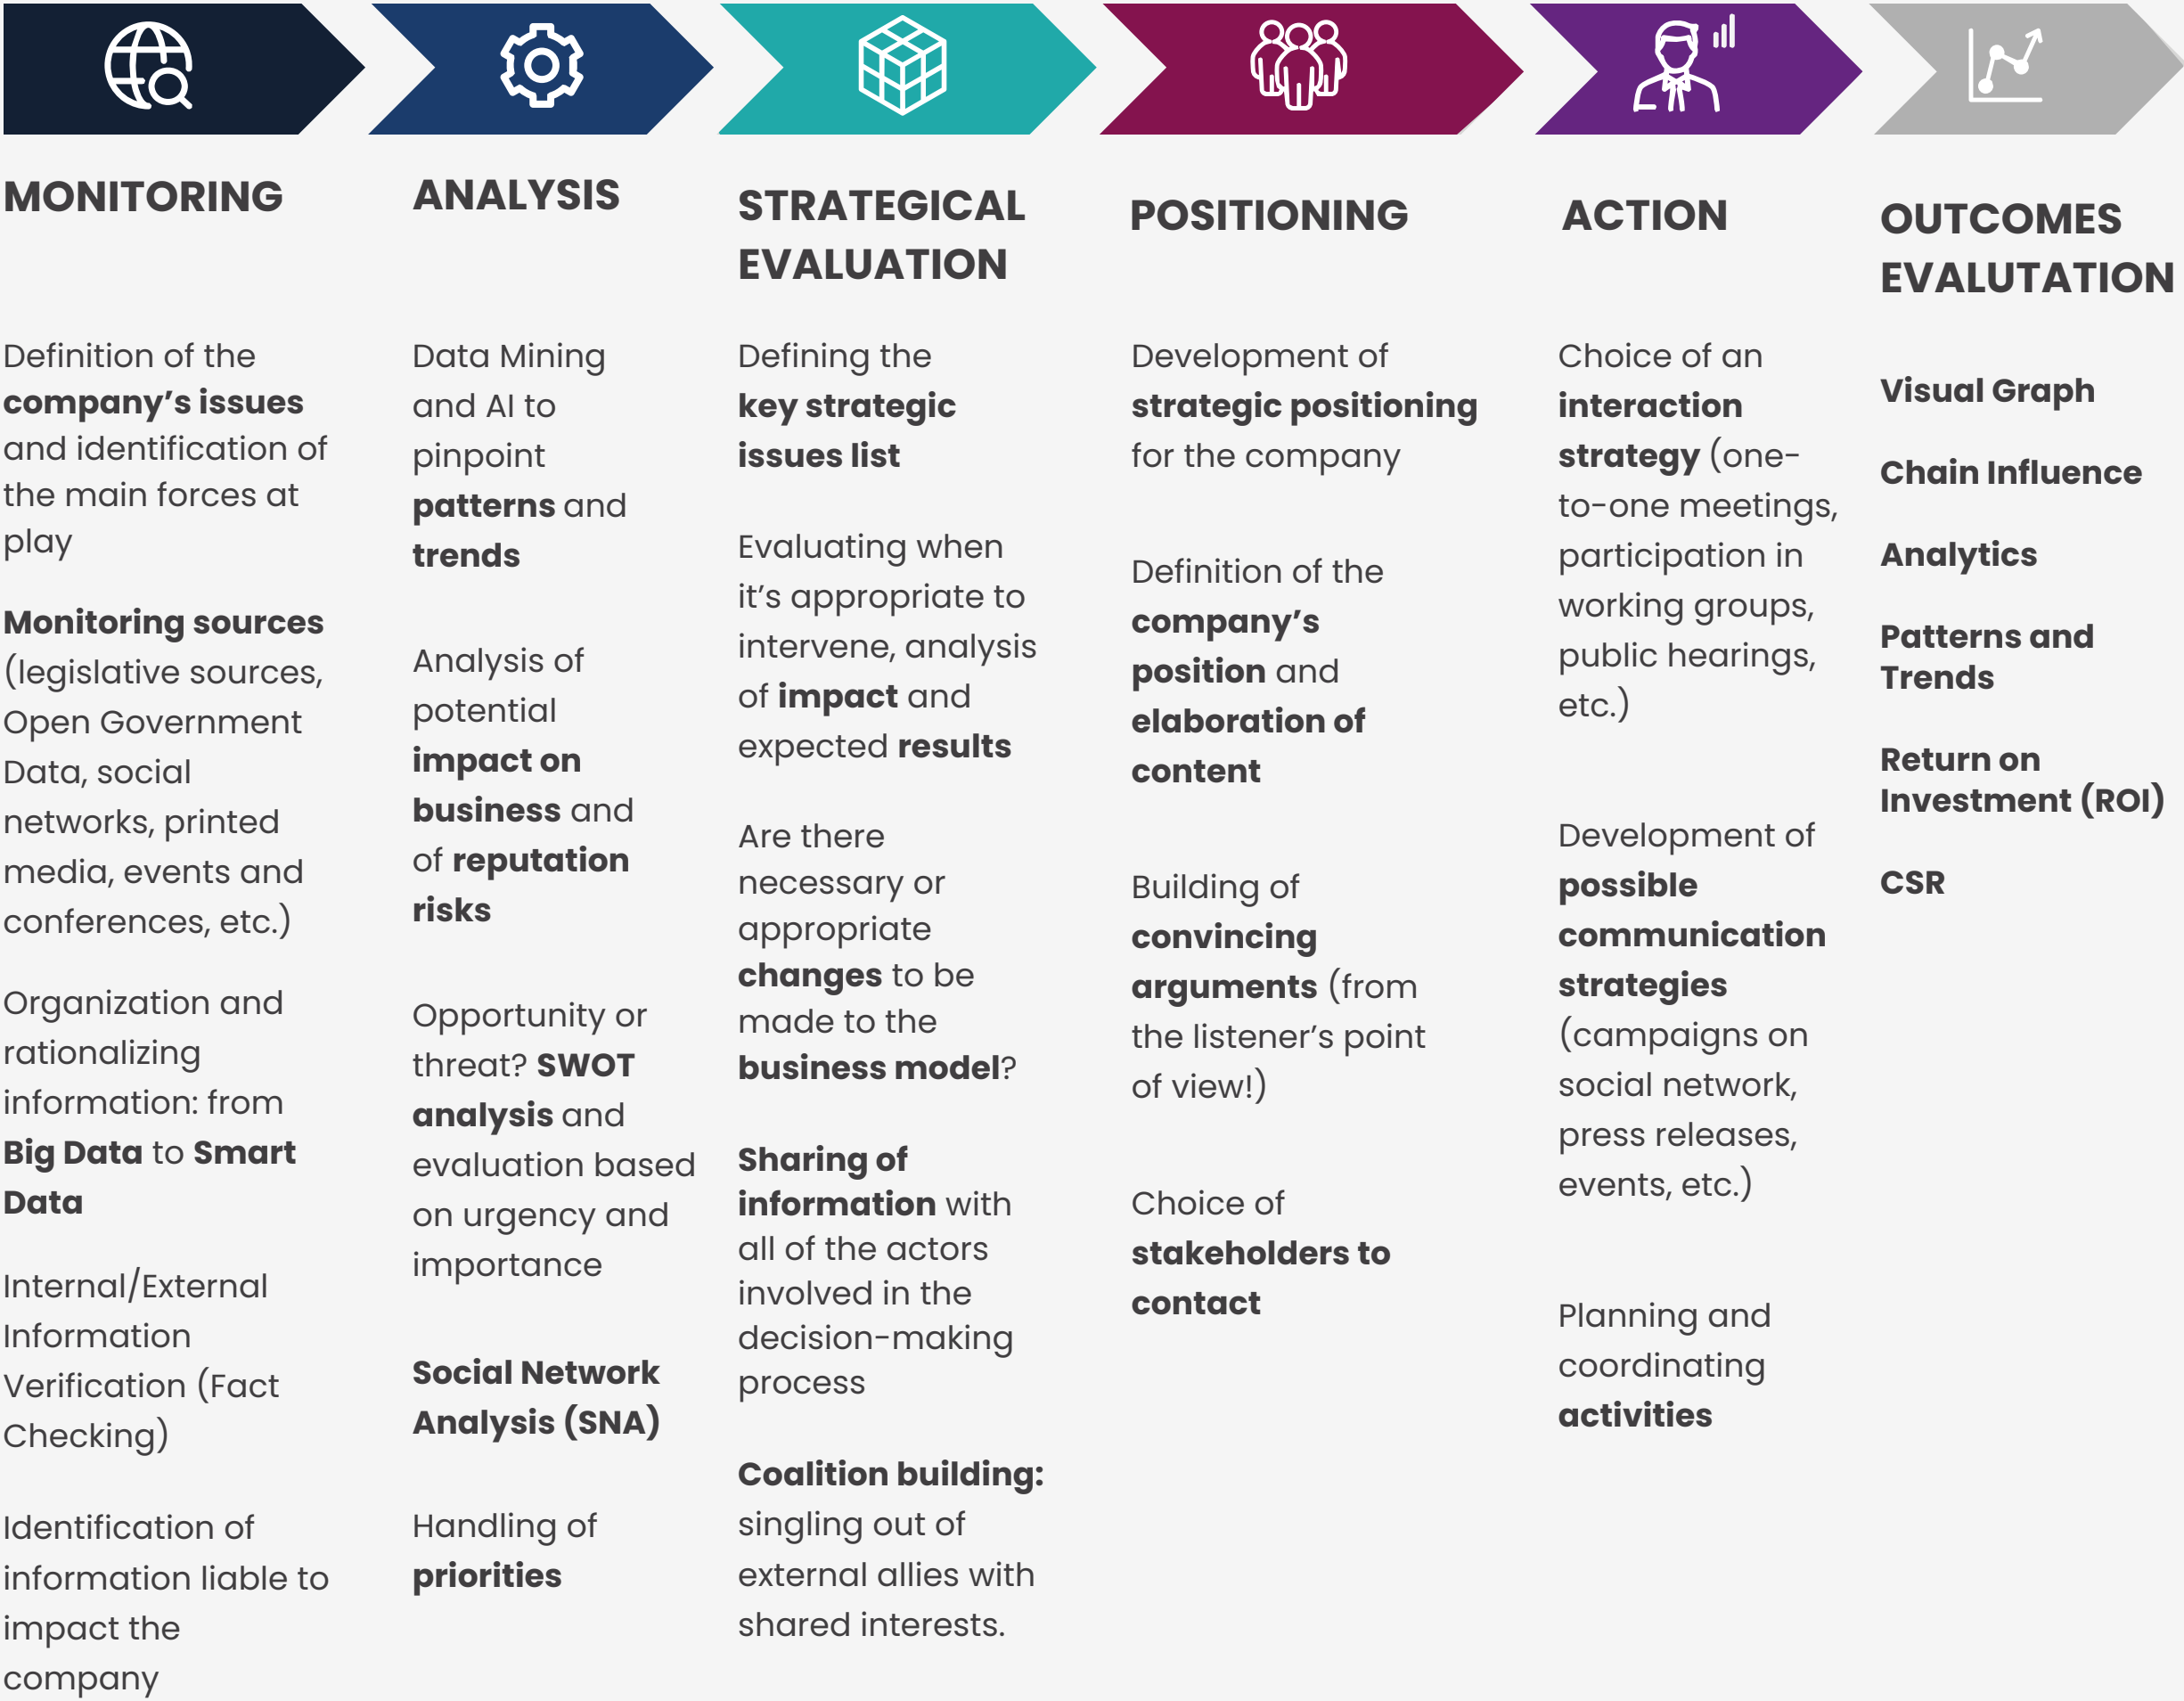 MONITORING
Definition of the
company’s issues
and identification of
the main forces at
play
Monitoring sources
(legislative sources,
Open Government
Data, social
networks, printed
media, events and
conferences, etc.)
Organization and
rationalizing
information: from
Big Data to Smart
Data
Internal/External
Information
Verification (Fact
Checking)
Identification of
information liable to
impact the
company
ANALYSIS
Data Mining
and AI to
pinpoint
patterns and
trends
Analysis of
potential
impact on
business and
of reputation
risks
Opportunity or
threat? SWOT
analysis and
evaluation based
on urgency and
importance
Social Network
Analysis (SNA)
Handling of
priorities
STRATEGICAL
EVALUATION
Defining the
key strategic
issues list
Evaluating when
it’s appropriate to
intervene, analysis
of impact and
expected results
Are there
necessary or
appropriate
changes to be
made to the
business model?
Sharing of
information with
all of the actors
involved in the
decision-making
process
Coalition building:
singling out of
external allies with
shared interests.
POSITIONING
Development of
strategic positioning
for the company
Definition of the
company’s
position and
elaboration of
content
Building of
convincing
arguments (from
the listener’s point
of view!)
Choice of
stakeholders to
contact
ACTION
Choice of an
interaction
strategy (one-
to-one meetings,
participation in
working groups,
public hearings,
etc.)
Development of
possible
communication
strategies
(campaigns on
social network,
press releases,
events, etc.)
Planning and
coordinating
activities
OUTCOMES
EVALUTATION
Visual Graph
Chain Influence
Analytics
Patterns and
Trends
Return on
Investment (ROI)
CSR